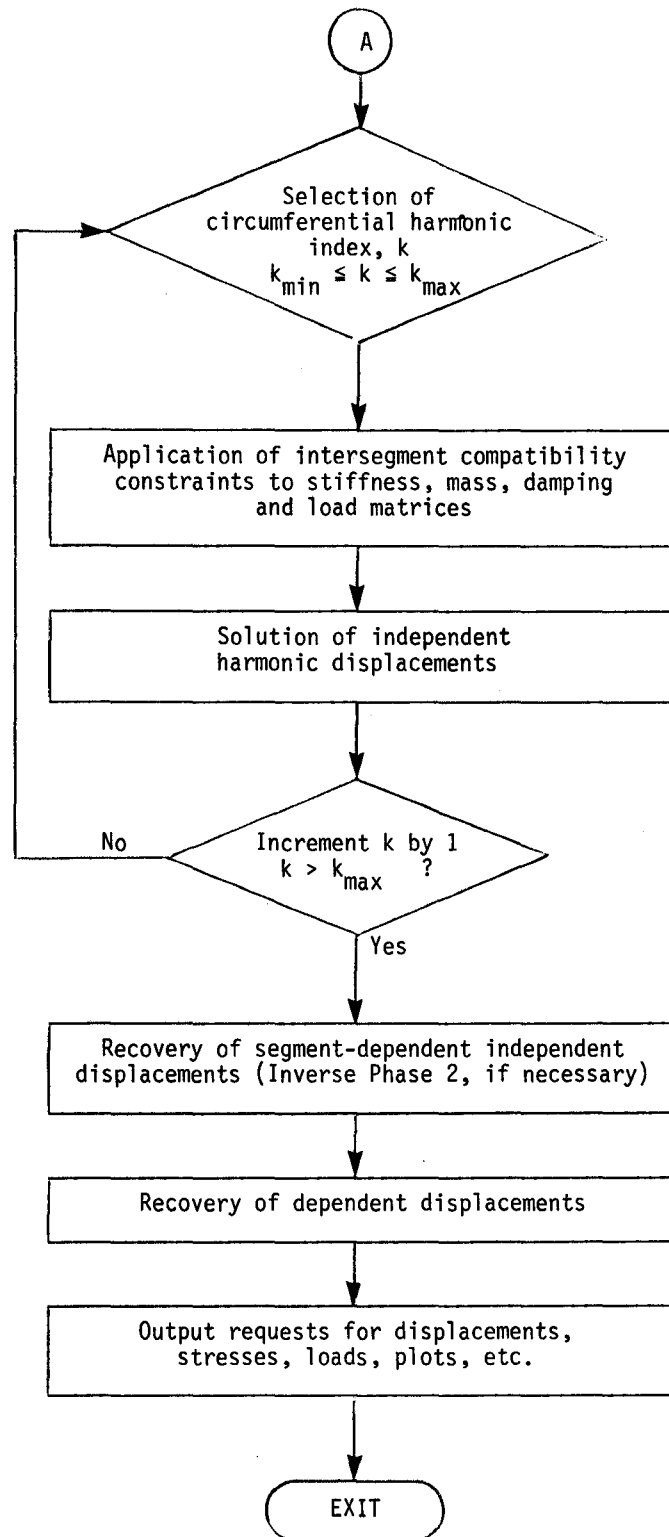 A
Selection of
circumferential harmonic
index, k
k_min ≦ k ≦ k_max
Application of intersegment compatibility
constraints to stiffness, mass, damping
and load matrices
Solution of independent
harmonic displacements
No
Increment k by 1
k > k_max ?
Yes
Recovery of segment-dependent independent
displacements (Inverse Phase 2, if necessary)
Recovery of dependent displacements
Output requests for displacements,
stresses, loads, plots, etc.
EXIT